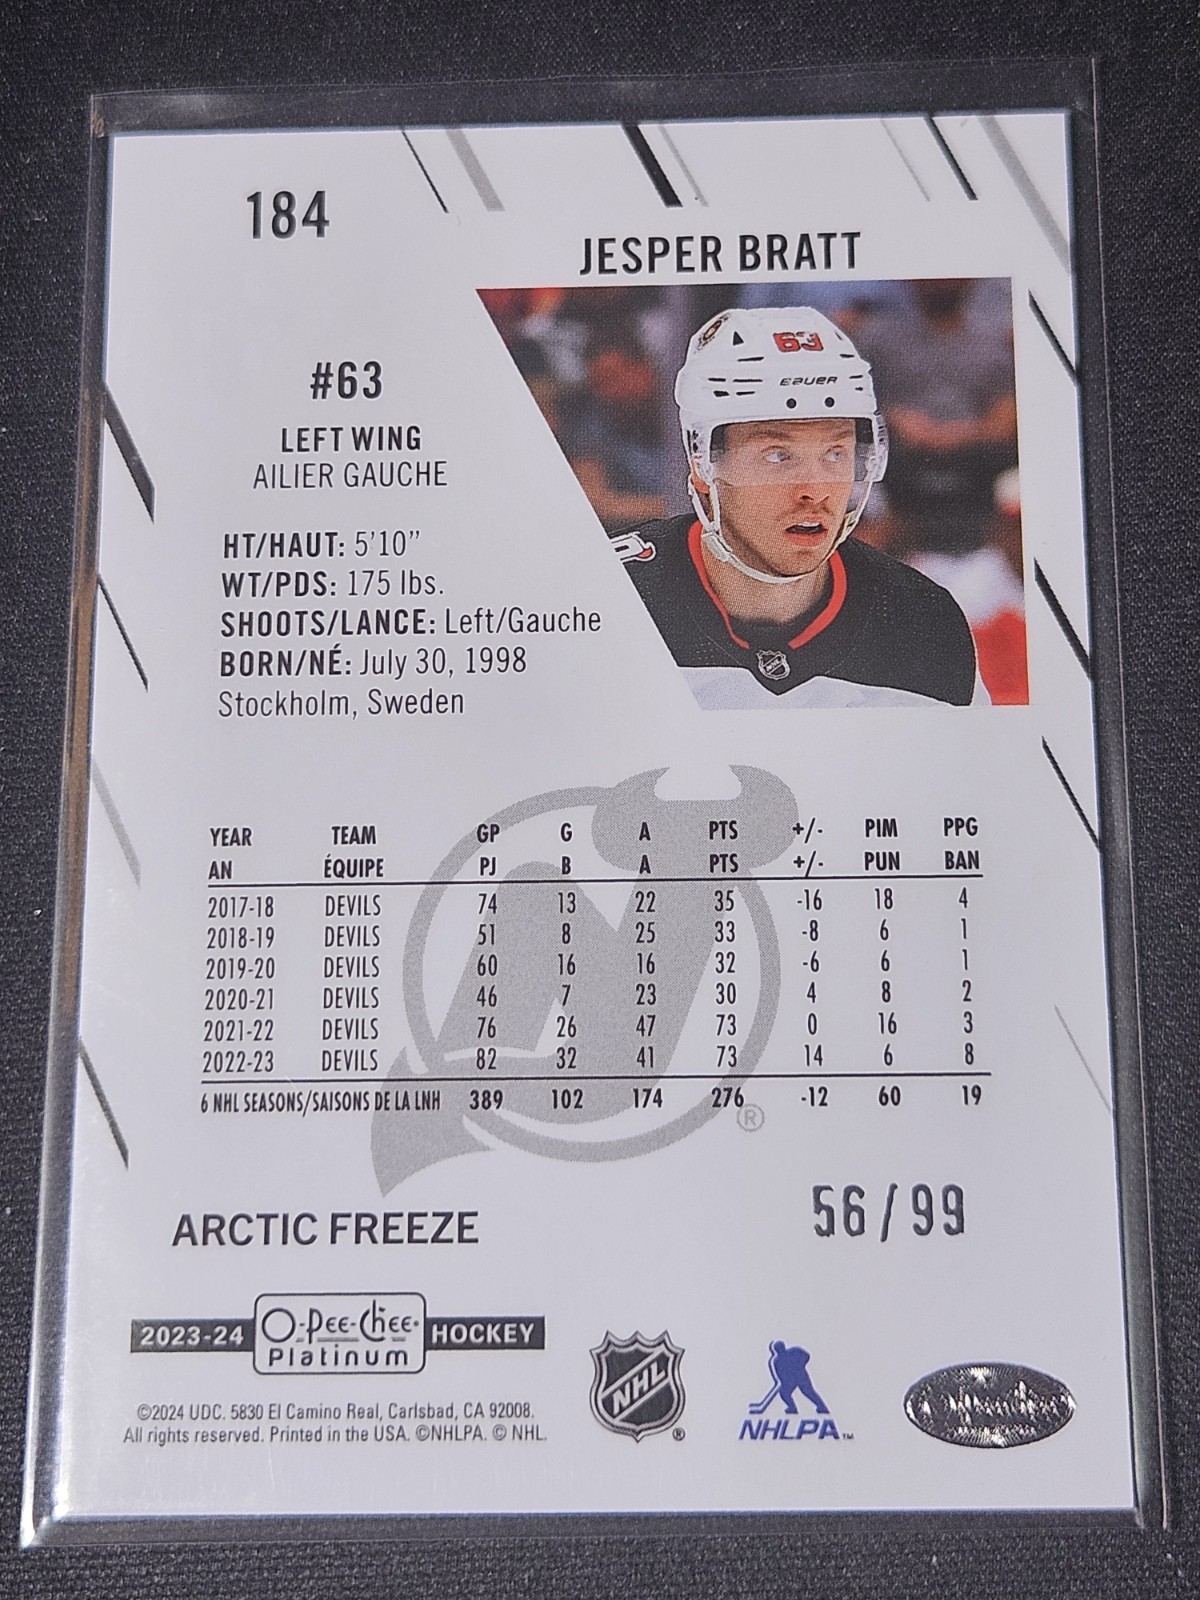 184
JESPER BRATT
63
BAUER
#63
LEFT WING
AILIER GAUCHE
HT/HAUT: 5'10"
WT/PDS: 175 lbs.
SHOOTS/LANCE: Left/Gauche
BORN/NÉ: July 30, 1998
Stockholm, Sweden
YEAR TEAM GP G A PTS +/- PIM PPG
AN ÉQUIPE PJ B A PTS +/- PUN BAN
2017-18 DEVILS 74 13 22 35 -16 18 4
2018-19 DEVILS 51 8 25 33 -8 6 1
2019-20 DEVILS 60 16 16 32 -6 6 1
2020-21 DEVILS 46 7 23 30 4 8 2
2021-22 DEVILS 76 26 47 73 0 16 3
2022-23 DEVILS 82 32 41 73 14 6 8
6 NHL SEASONS/SAISONS DE LA LNH 389 102 174 276 -12 60 19
®
ARCTIC FREEZE
56/99
2023-24 O-Pee-Chee Platinum HOCKEY
NHL ®
NHLPA™
©2024 UDC. 5830 El Camino Real, Carlsbad, CA 92008.
All rights reserved. Printed in the USA. ©NHLPA. © NHL.